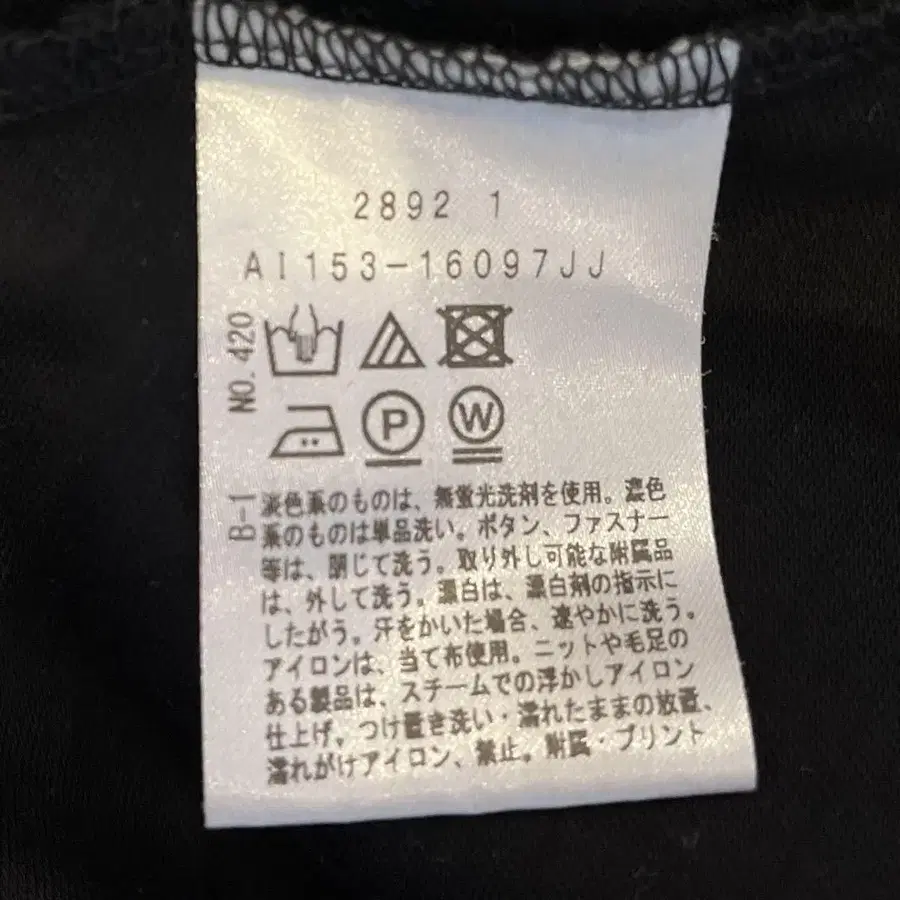 2892 1
AI153-16097JJ
NO. 420
P
W
B-1
淡色系のものは、無蛍光洗剤を使用。濃色
系のものは単品洗い。ボタン、ファスナー
等は、閉じて洗う。取り外し可能な附属品
は、外して洗う。漂白は、漂白剤の指示に
したがう。汗をかいた場合、速やかに洗う。
アイロンは、当て布使用。ニットや毛足の
ある製品は、スチームでの浮かしアイロン
仕上げ。つけ置き洗い・濡れたままの放置、
濡れがけアイロン、禁止。附属・プリント